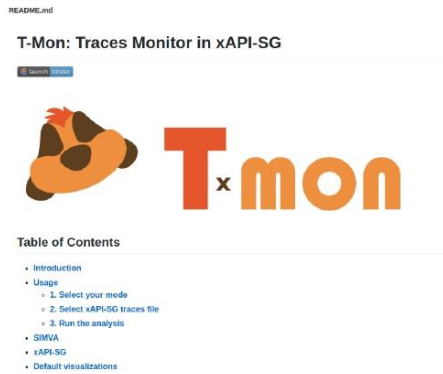 README.md
T-Mon: Traces Monitor in xAPI-SG
launch binder
T x mon
Table of Contents
• Introduction
• Usage
◦ 1. Select your mode
◦ 2. Select xAPI-SG traces file
◦ 3. Run the analysis
• SIMVA
• xAPI-SG
• Default visualizations